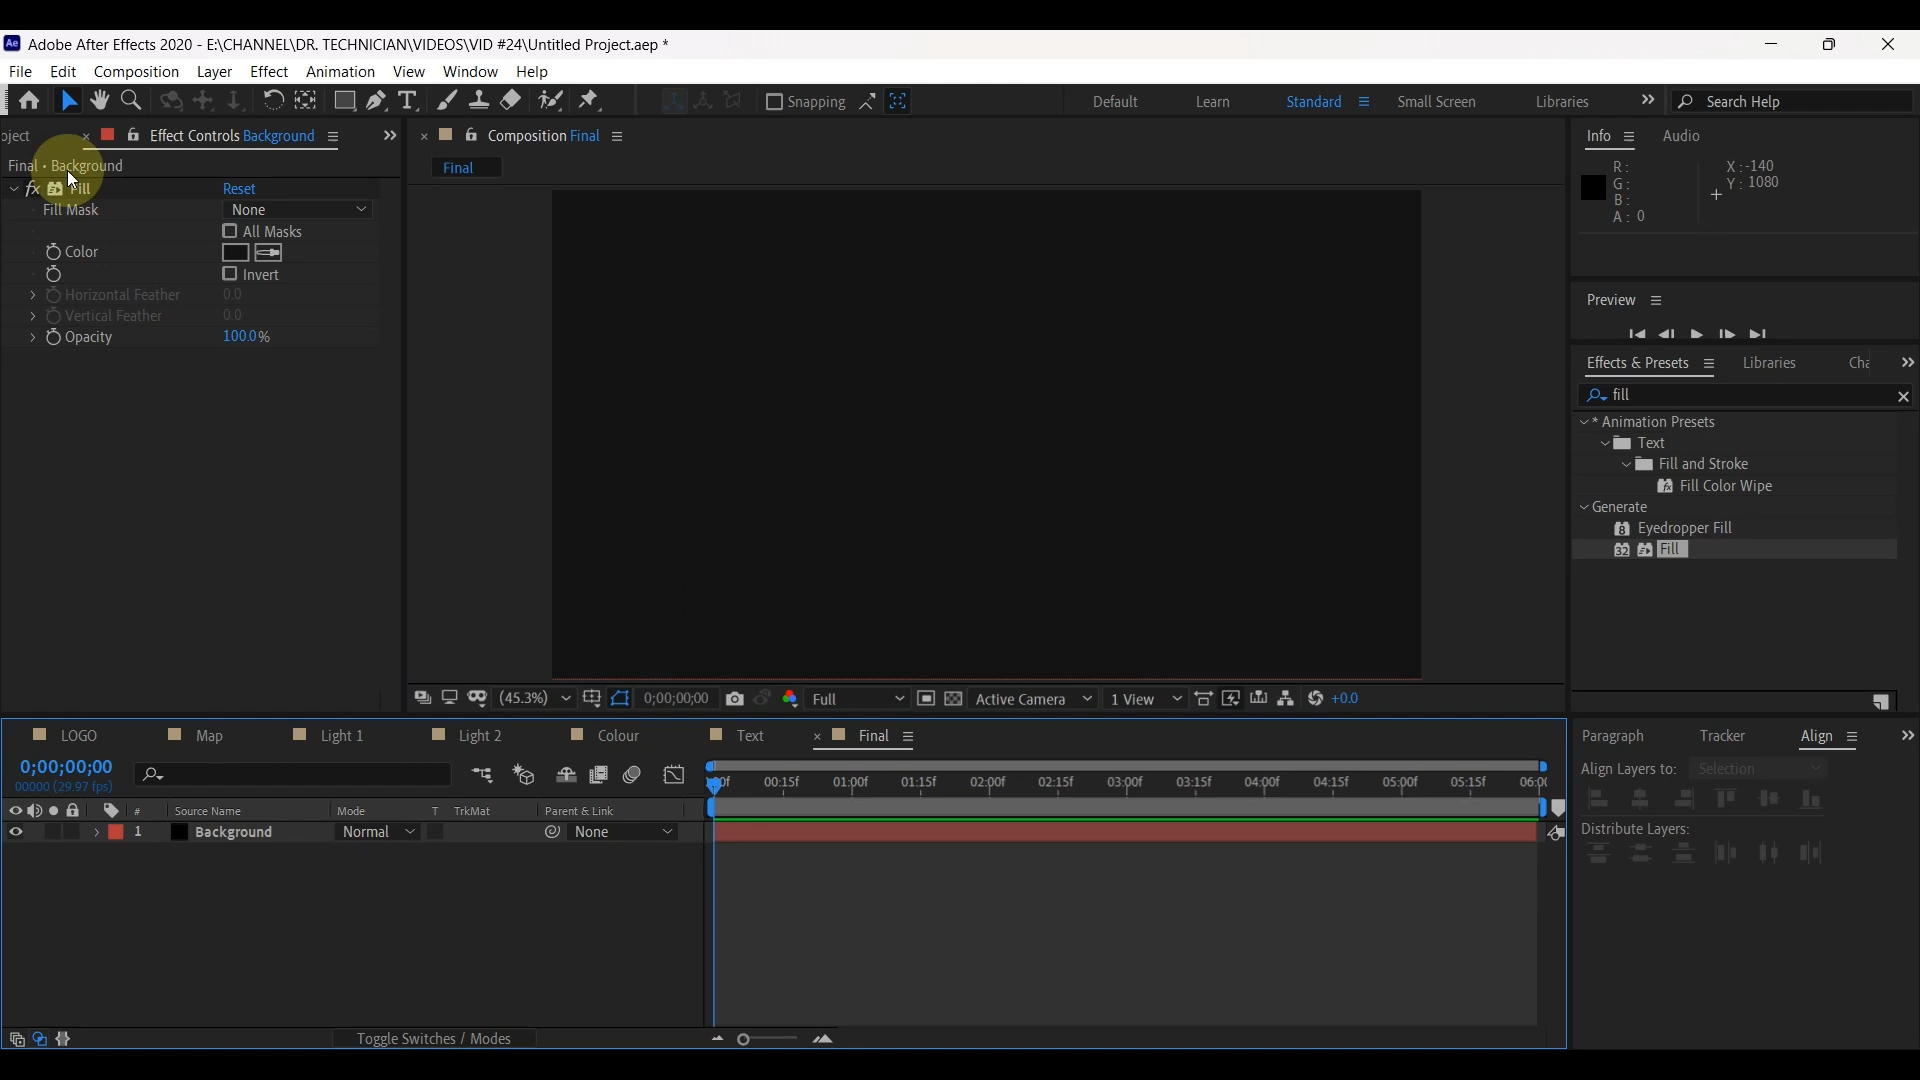 Ae Adobe After Effects 2020 - E:\CHANNEL\DR. TECHNICIAN\VIDEOS\VID #24\Untitled Project.aep *
File Edit Composition Layer Effect Animation View Window Help
Snapping Default Learn Standard Small Screen Libraries Search Help
oject Effect Controls Background
Final • Background
fx Fill Reset
Fill Mask None
All Masks
Color
Invert
Horizontal Feather 0.0
Vertical Feather 0.0
Opacity 100.0%
Composition Final
Final
(45.3%) 0;00;00;00 Full Active Camera 1 View +0.0
Info Audio
R: X: -140
G: Y: 1080
B:
A: 0
Preview
Effects & Presets Libraries Cha
fill
* Animation Presets
Text
Fill and Stroke
Fill Color Wipe
Generate
8 Eyedropper Fill
32 Fill
LOGO Map Light 1 Light 2 Colour Text Final
0;00;00;00
00000 (29.97 fps)
00:15f 01:00f 01:15f 02:00f 02:15f 03:00f 03:15f 04:00f 04:15f 05:00f 05:15f 06:0
# Source Name Mode T TrkMat Parent & Link
1 Background Normal None
Toggle Switches / Modes
Paragraph Tracker Align
Align Layers to: Selection
Distribute Layers: